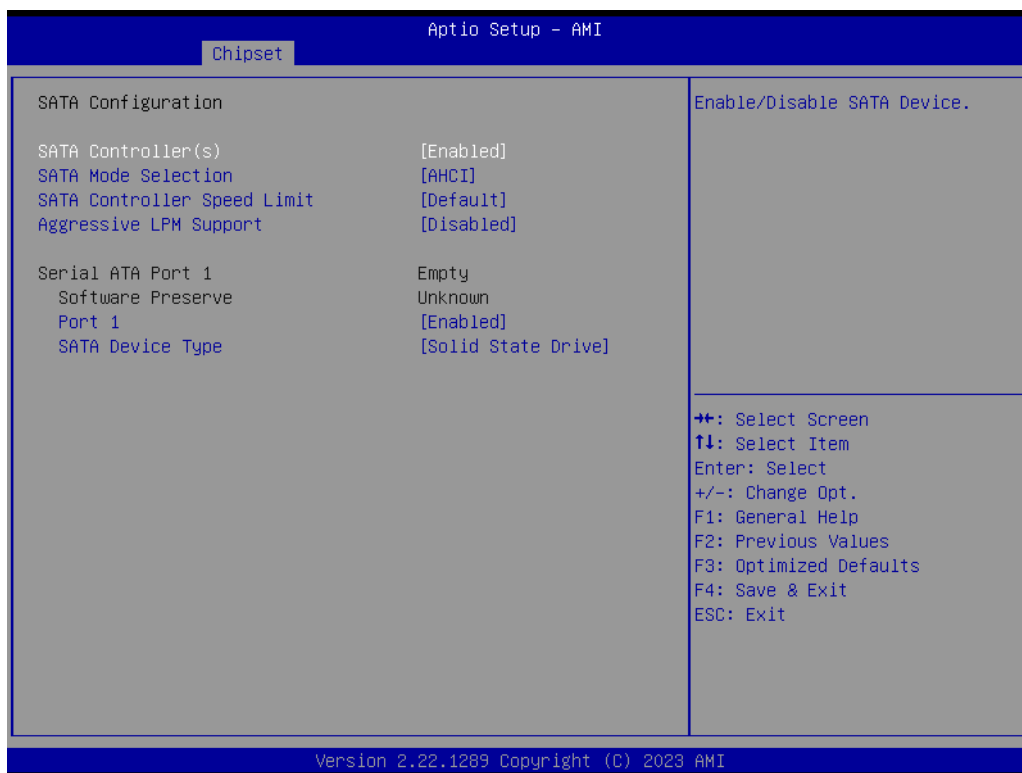 Aptio Setup – AMI
Chipset
SATA Configuration
SATA Controller(s) [Enabled]
SATA Mode Selection [AHCI]
SATA Controller Speed Limit [Default]
Aggressive LPM Support [Disabled]
Serial ATA Port 1 Empty
Software Preserve Unknown
Port 1 [Enabled]
SATA Device Type [Solid State Drive]
Enable/Disable SATA Device.
→←: Select Screen
↑↓: Select Item
Enter: Select
+/-: Change Opt.
F1: General Help
F2: Previous Values
F3: Optimized Defaults
F4: Save & Exit
ESC: Exit
Version 2.22.1289 Copyright (C) 2023 AMI